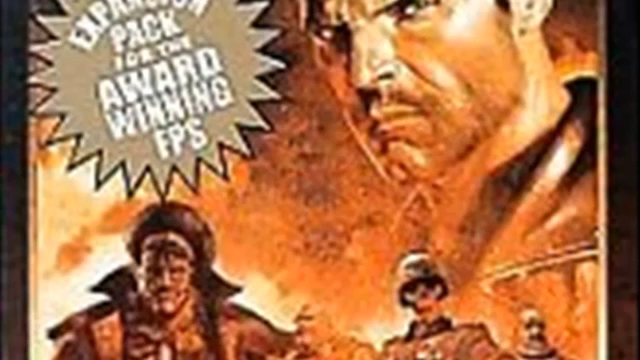 EXPANSION
PACK
FOR THE
AWARD
WINNING
FPS